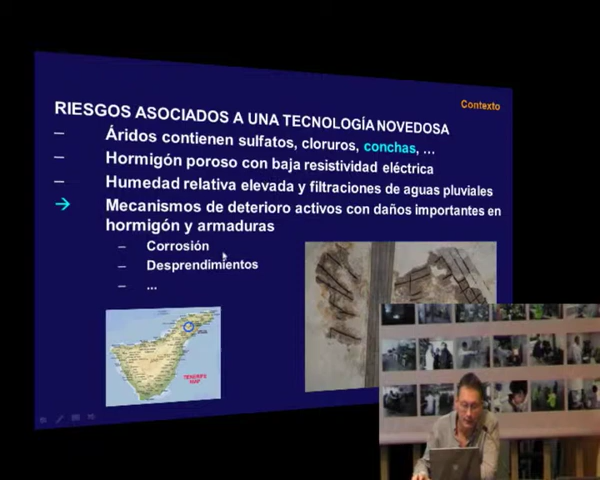 Contexto
RIESGOS ASOCIADOS A UNA TECNOLOGÍA NOVEDOSA
– Áridos contienen sulfatos, cloruros, conchas, ...
– Hormigón poroso con baja resistividad eléctrica
– Humedad relativa elevada y filtraciones de aguas pluviales
→ Mecanismos de deterioro activos con daños importantes en
hormigón y armaduras
– Corrosión
– Desprendimientos
– ...
TENERIFE
MAP